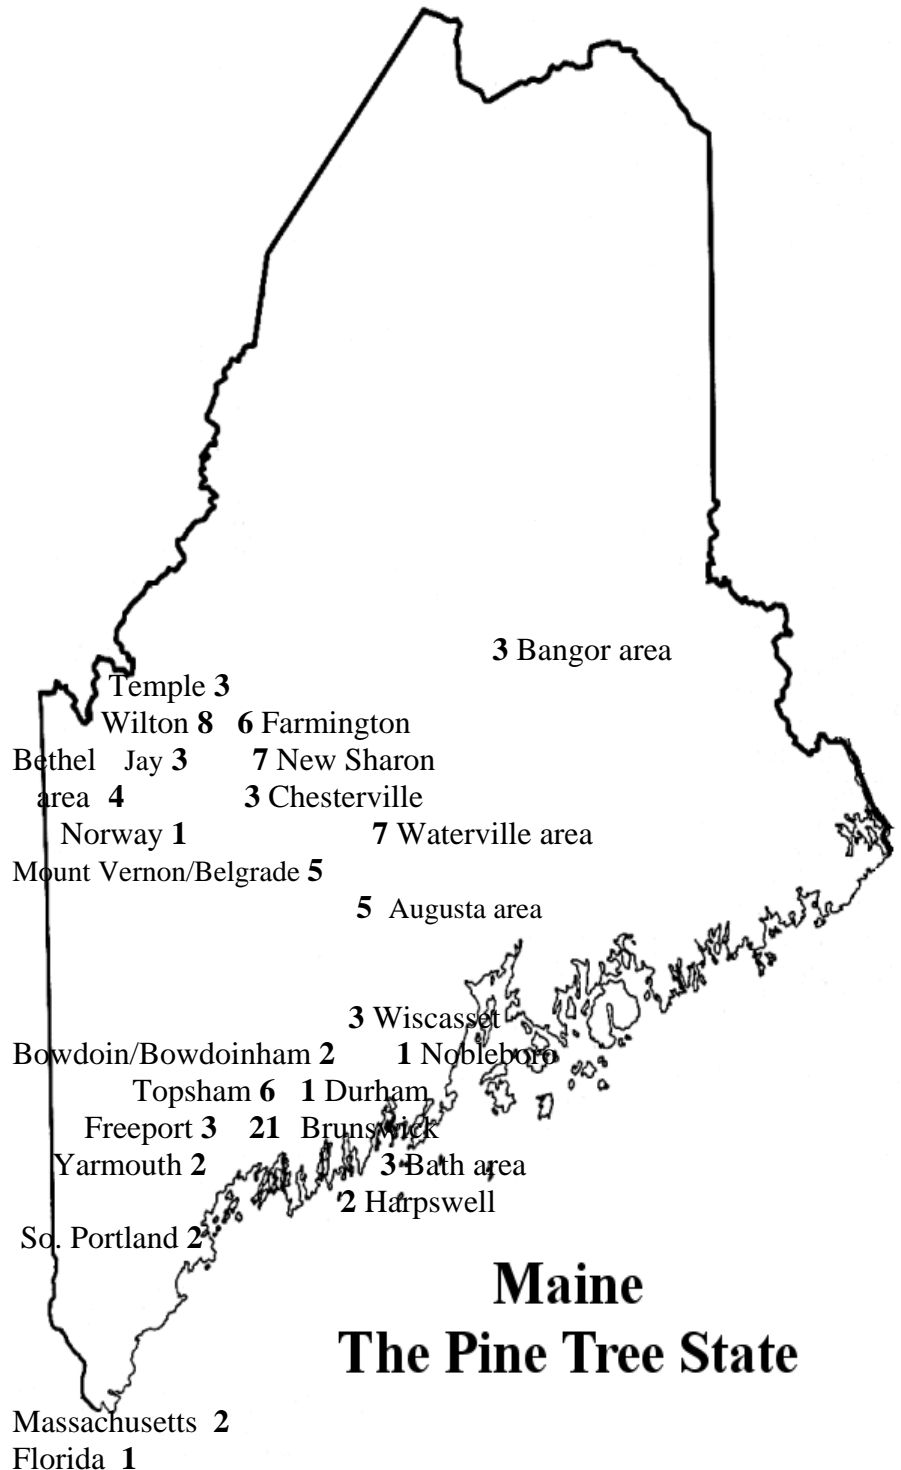 3 Bangor area
Temple 3
Wilton 8 6 Farmington
Bethel Jay 3 7 New Sharon
area 4 3 Chesterville
Norway 1 7 Waterville area
Mount Vernon/Belgrade 5
5 Augusta area
3 Wiscasset
Bowdoin/Bowdoinham 2 1 Nobleboro
Topsham 6 1 Durham
Freeport 3 21 Brunswick
Yarmouth 2 3 Bath area
2 Harpswell
So. Portland 2
Maine
The Pine Tree State
Massachusetts 2
Florida 1